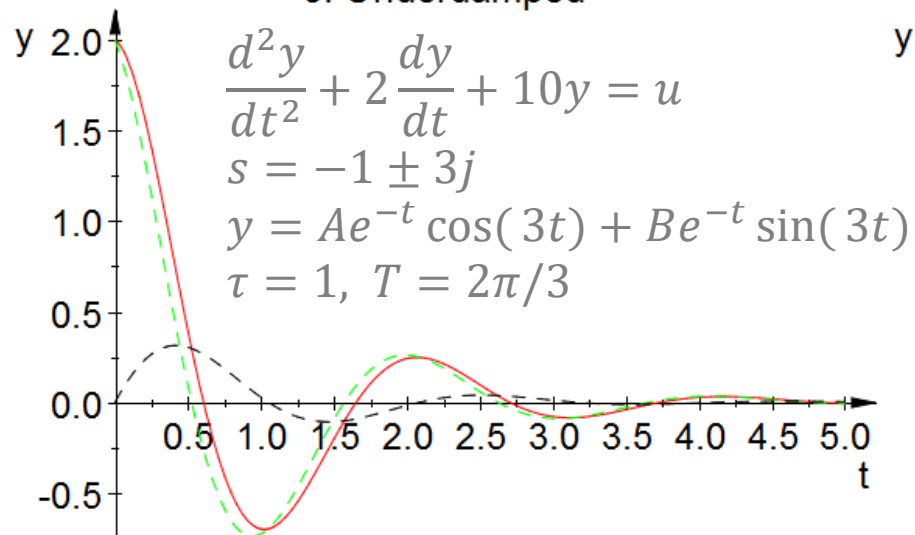 3. Underdamped
y 2.0 y
d²y/dt² + 2 dy/dt + 10y = u
1.5
s = −1 ± 3j
1.0
y = Ae⁻ᵗ cos( 3t) + Be⁻ᵗ sin( 3t)
0.5
τ = 1, T = 2π/3
0.0
0.5 1.0 1.5 2.0 2.5 3.0 3.5 4.0 4.5 5.0
t
-0.5